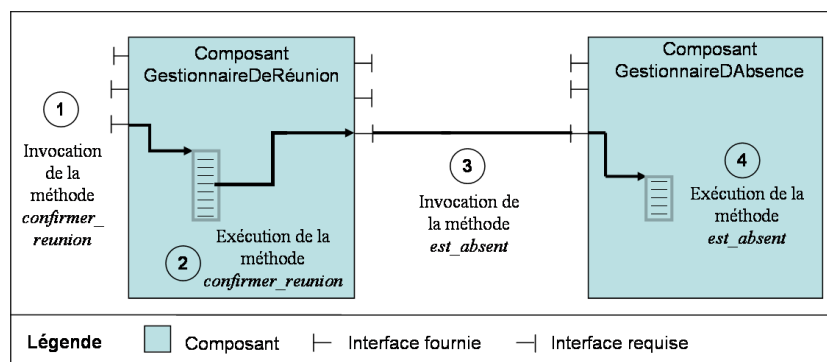 Composant
GestionnaireDeRéunion
Composant
GestionnaireDAbsence
1
Invocation
de la
méthode
confirmer_
reunion
2
Exécution de la
méthode
confirmer_reunion
3
Invocation de
la méthode
est_absent
4
Exécution de la
méthode
est_absent
Légende
Composant
Interface fournie
Interface requise